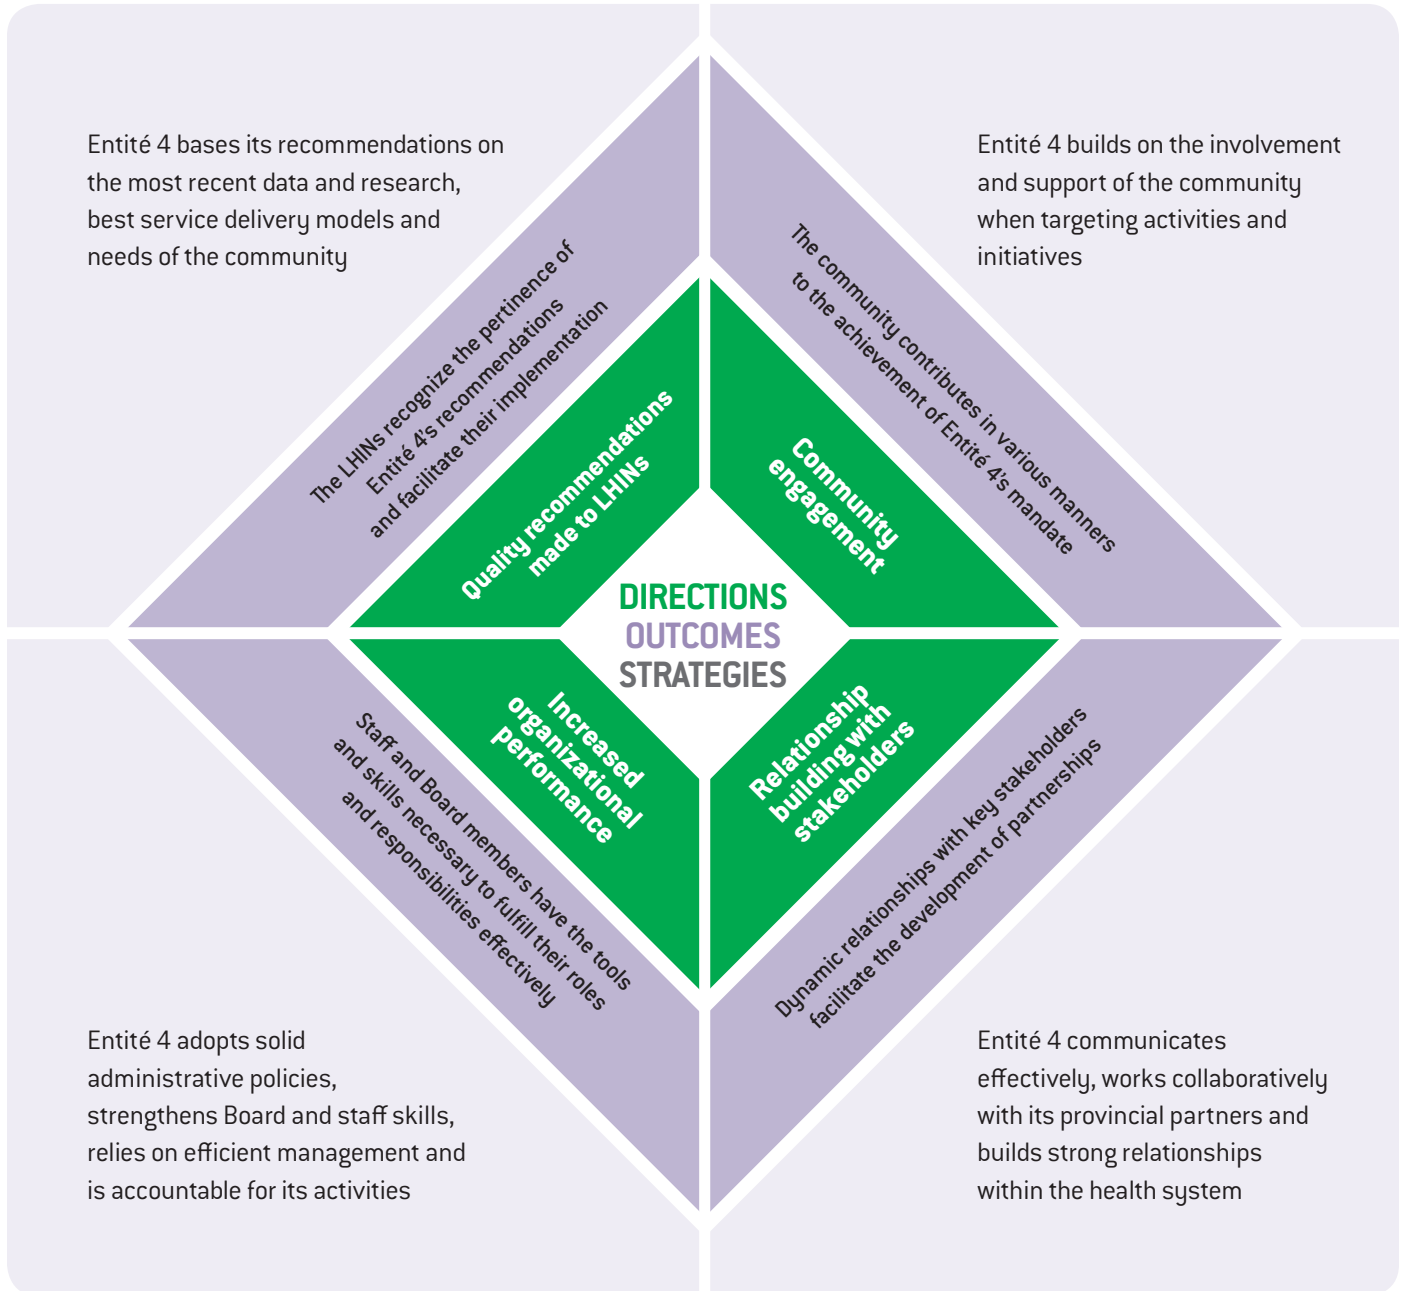 Entité 4 bases its recommendations on
the most recent data and research,
best service delivery models and
needs of the community
Entité 4 builds on the involvement
and support of the community
when targeting activities and
initiatives
The LHINs recognize the pertinence of
Entité 4's recommendations
and facilitate their implementation
The community contributes in various manners
to the achievement of Entité 4's mandate
Quality recommendations
made to LHINs
Community
engagement
DIRECTIONS
OUTCOMES
STRATEGIES
Increased
organizational
performance
Relationship
building with
stakeholders
Staff and Board members have the tools
and skills necessary to fulfill their roles
and responsibilities effectively
Dynamic relationships with key stakeholders
facilitate the development of partnerships
Entité 4 adopts solid
administrative policies,
strengthens Board and staff skills,
relies on efficient management and
is accountable for its activities
Entité 4 communicates
effectively, works collaboratively
with its provincial partners and
builds strong relationships
within the health system